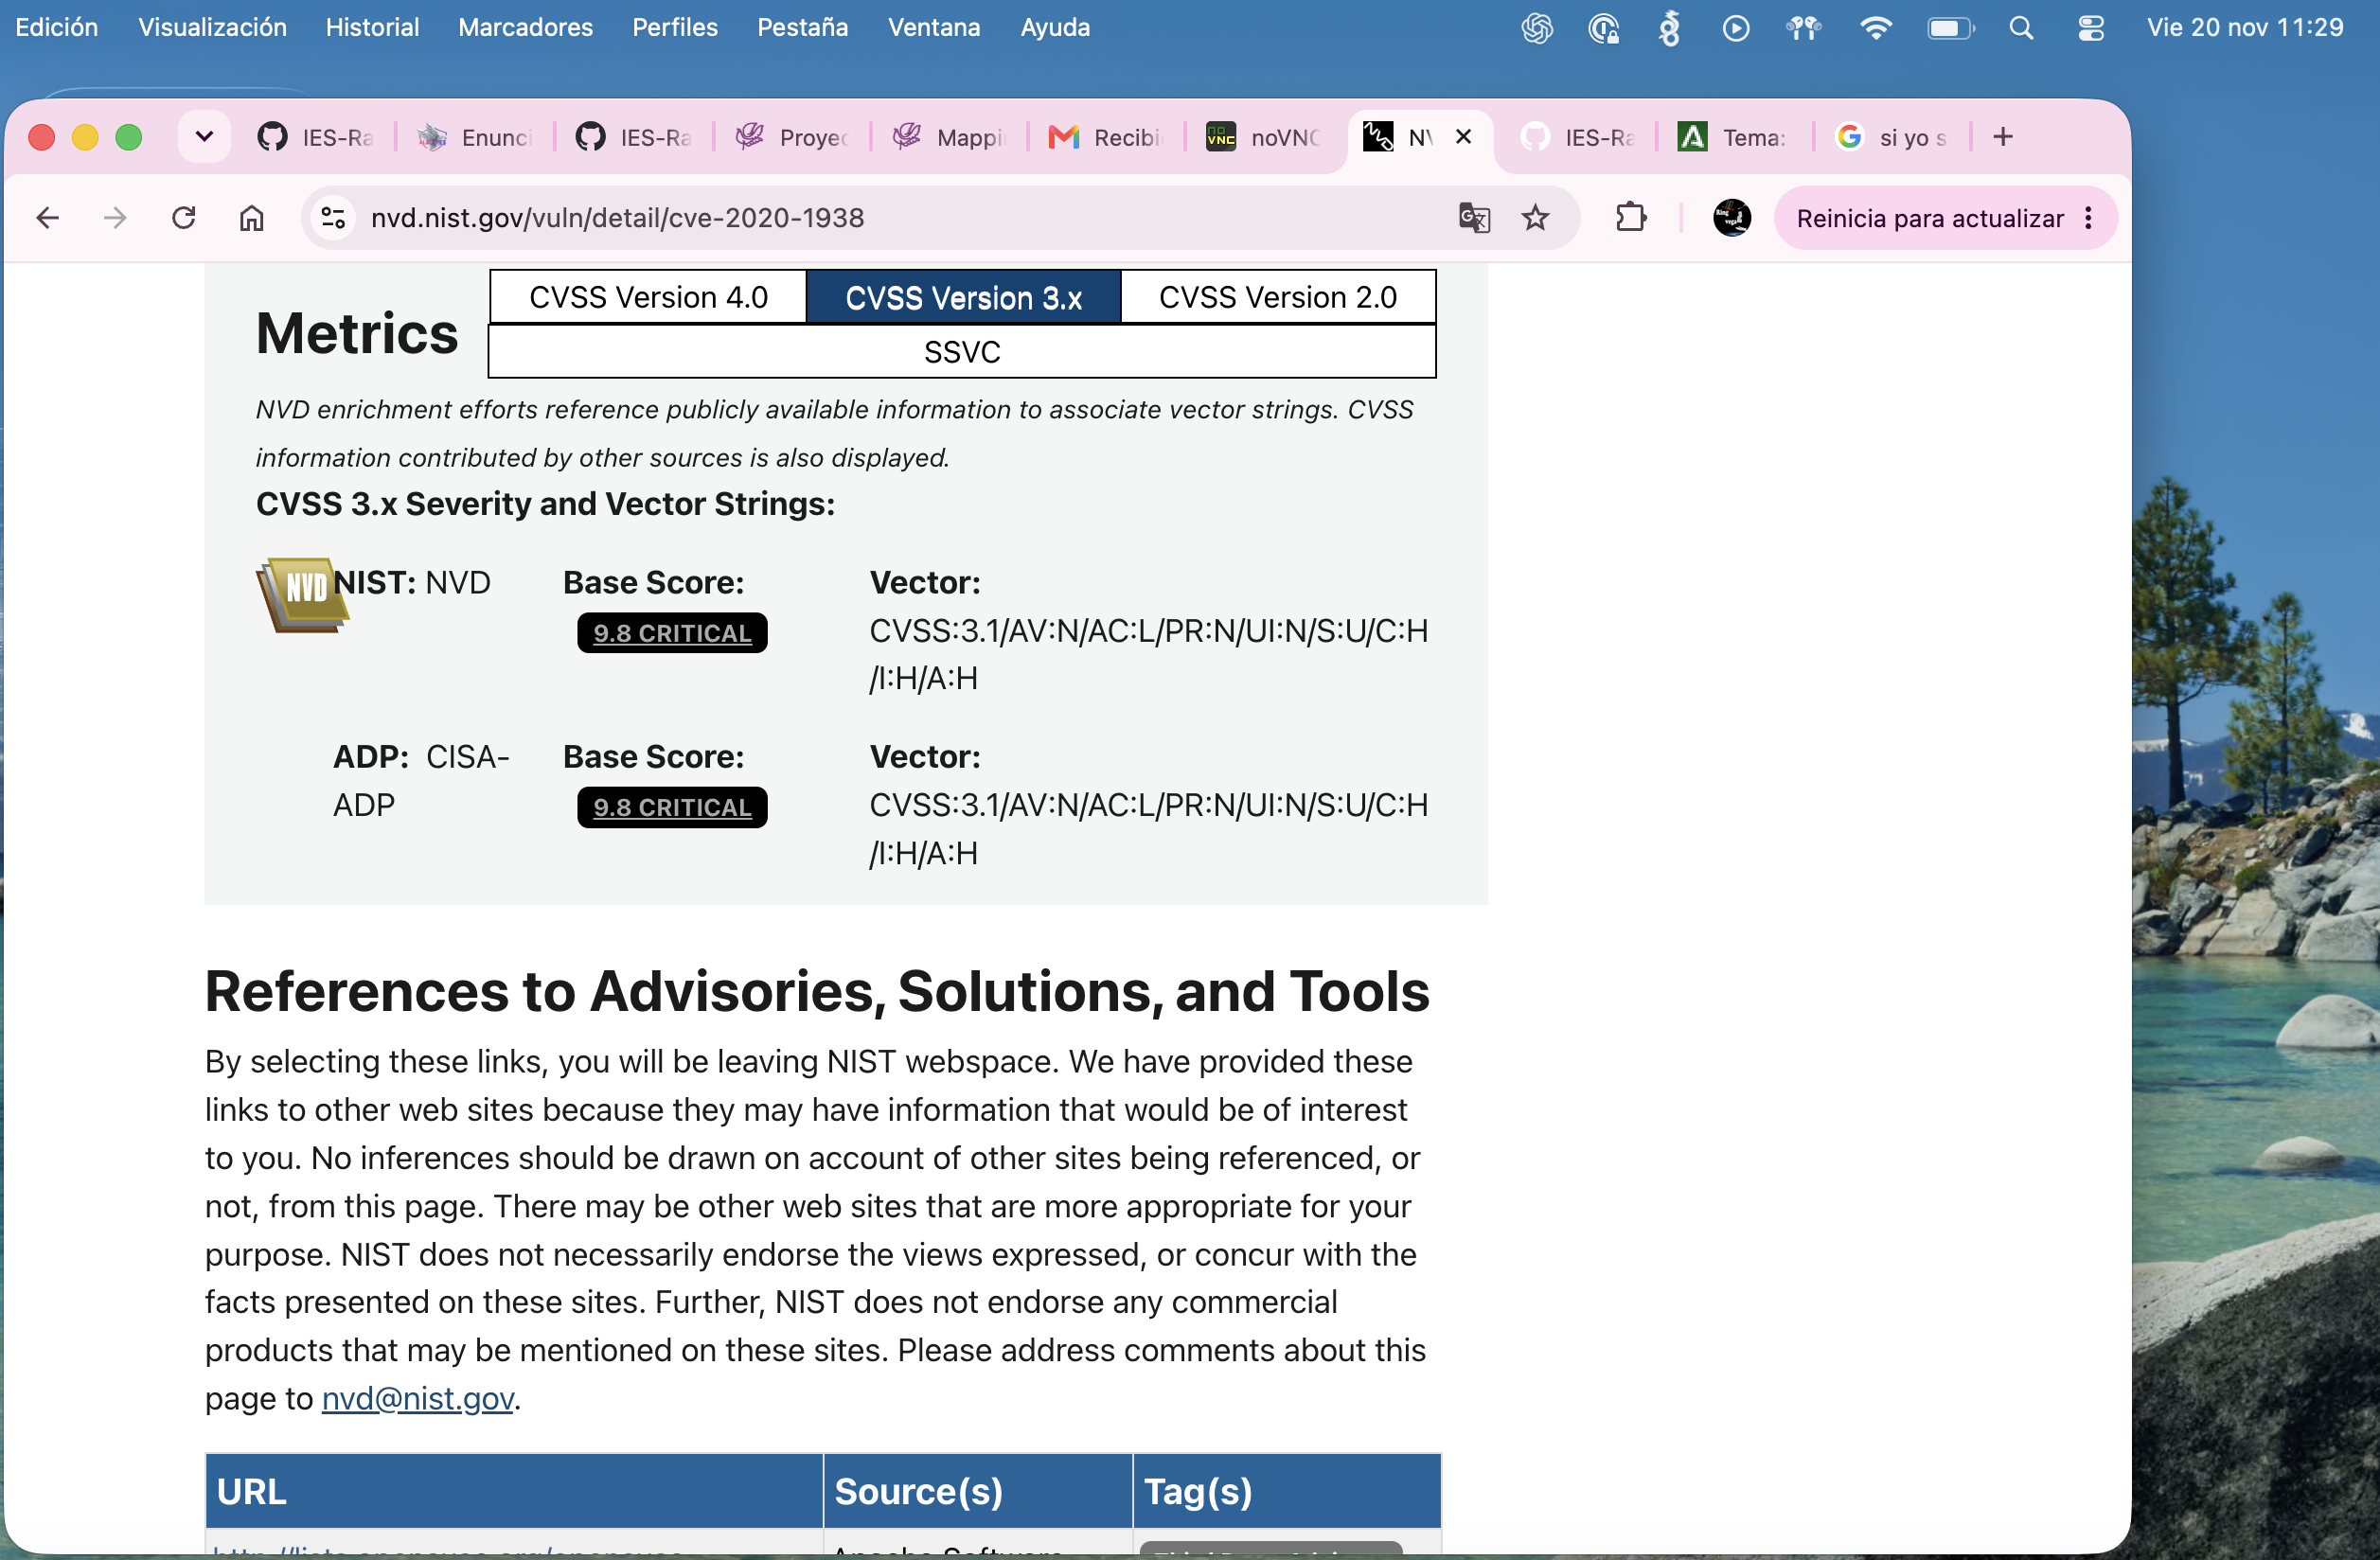 Edición Visualización Historial Marcadores Perfiles Pestaña Ventana Ayuda Vie 20 nov 11:29
IES-Ra Enunci IES-Ra Proyec Mappi Recibi noVNC NV IES-Ra Tema: si yo s
nvd.nist.gov/vuln/detail/cve-2020-1938 Reinicia para actualizar
CVSS Version 4.0 CVSS Version 3.x CVSS Version 2.0
Metrics
SSVC
NVD enrichment efforts reference publicly available information to associate vector strings. CVSS
information contributed by other sources is also displayed.
CVSS 3.x Severity and Vector Strings:
NVD NIST: NVD Base Score: Vector:
9.8 CRITICAL CVSS:3.1/AV:N/AC:L/PR:N/UI:N/S:U/C:H
/I:H/A:H
ADP: CISA- Base Score: Vector:
ADP 9.8 CRITICAL CVSS:3.1/AV:N/AC:L/PR:N/UI:N/S:U/C:H
/I:H/A:H
References to Advisories, Solutions, and Tools
By selecting these links, you will be leaving NIST webspace. We have provided these
links to other web sites because they may have information that would be of interest
to you. No inferences should be drawn on account of other sites being referenced, or
not, from this page. There may be other web sites that are more appropriate for your
purpose. NIST does not necessarily endorse the views expressed, or concur with the
facts presented on these sites. Further, NIST does not endorse any commercial
products that may be mentioned on these sites. Please address comments about this
page to nvd@nist.gov.
URL Source(s) Tag(s)